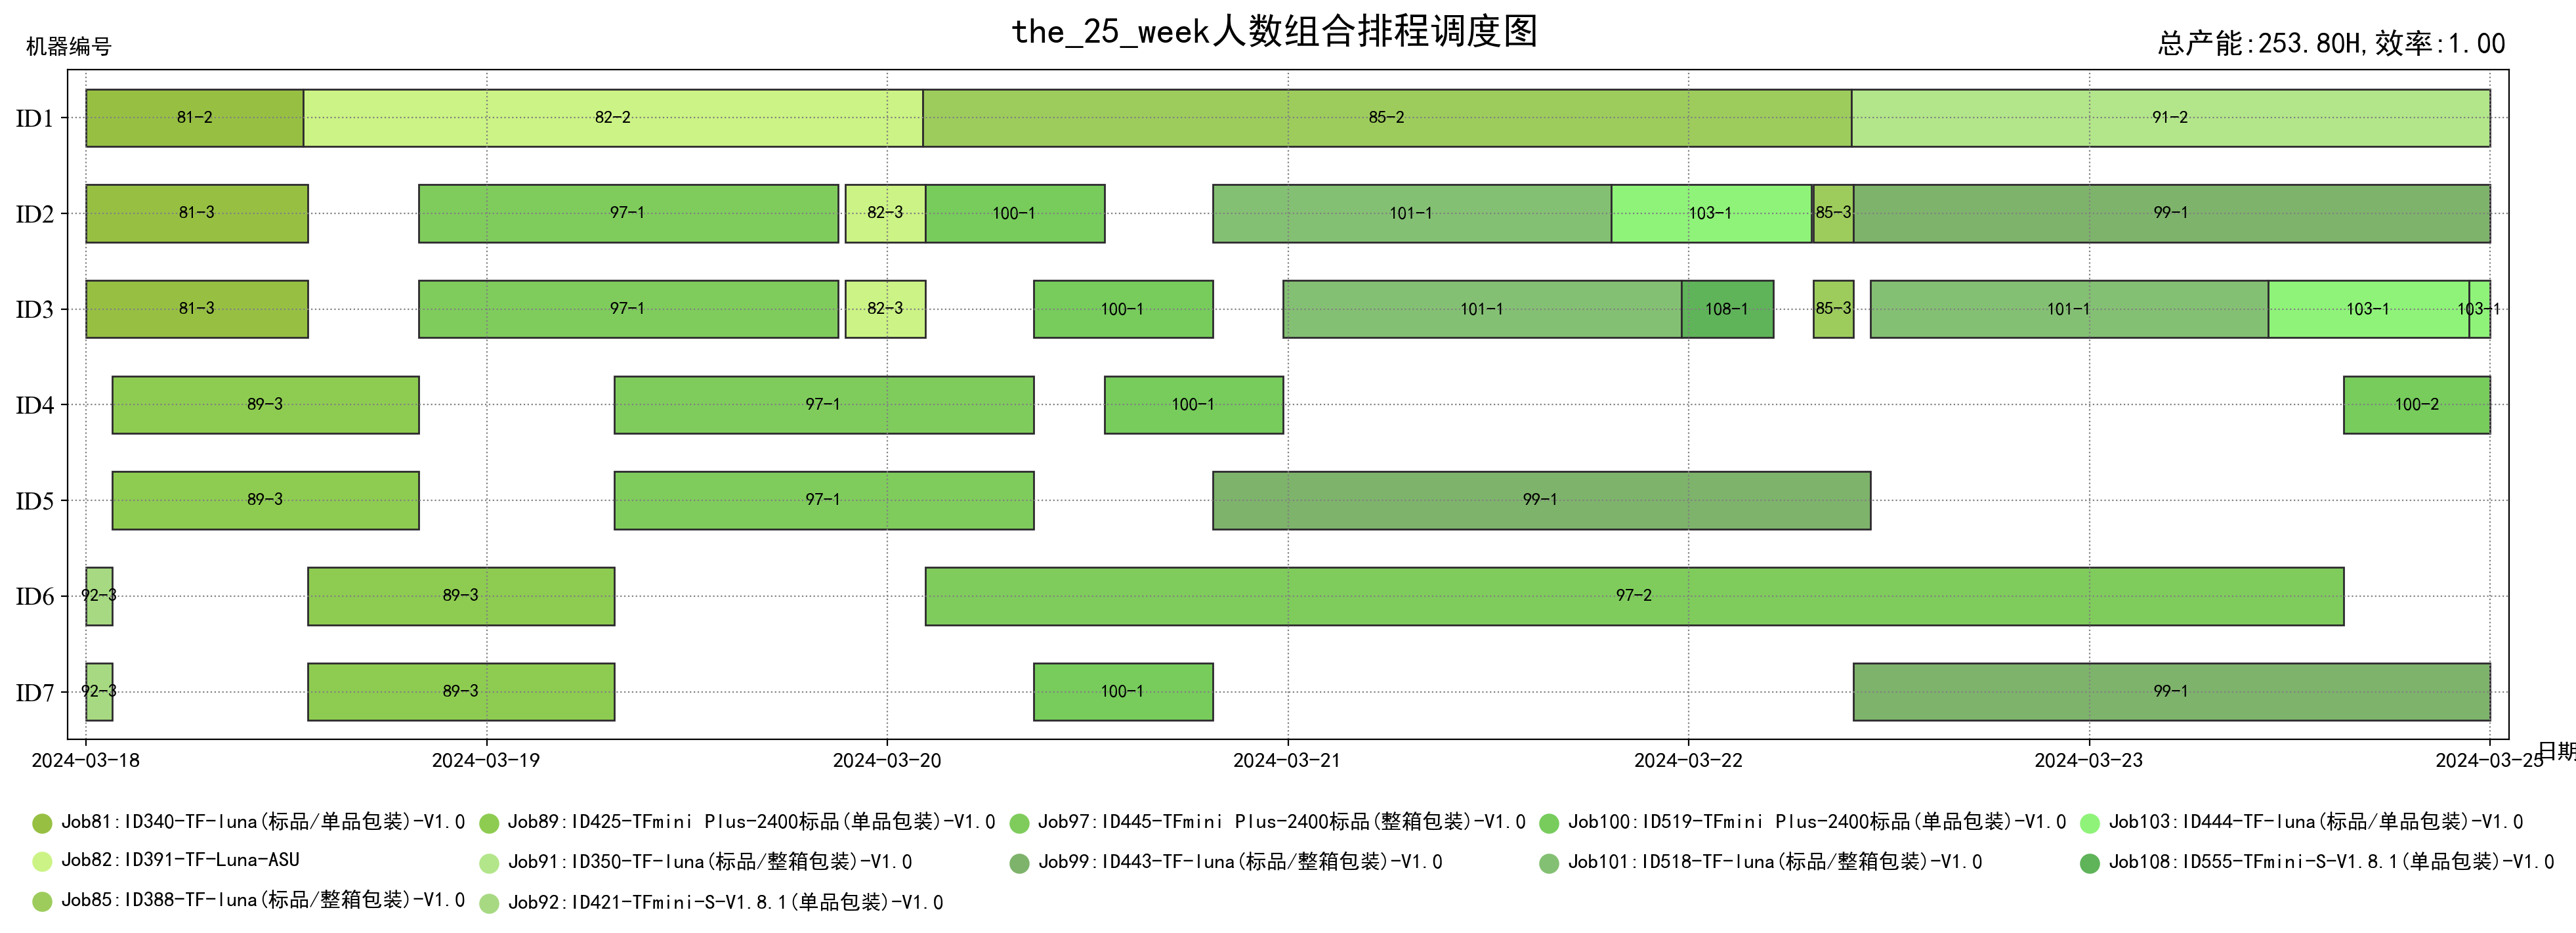 the_25_week人数组合排程调度图
机器编号
总产能:253.80H,效率:1.00
ID1 81-2 82-2 85-2 91-2
ID2 81-3 97-1 82-3 100-1 101-1 103-1 85-3 99-1
ID3 81-3 97-1 82-3 100-1 101-1 108-1 85-3 101-1 103-1 103-1
ID4 89-3 97-1 100-1 100-2
ID5 89-3 97-1 99-1
ID6 92-3 89-3 97-2
ID7 92-3 89-3 100-1 99-1
2024-03-18 2024-03-19 2024-03-20 2024-03-21 2024-03-22 2024-03-23 2024-03-25
日期
Job81:ID340-TF-luna(标品/单品包装)-V1.0 Job89:ID425-TFmini Plus-2400标品(单品包装)-V1.0 Job97:ID445-TFmini Plus-2400标品(整箱包装)-V1.0 Job100:ID519-TFmini Plus-2400标品(单品包装)-V1.0 Job103:ID444-TF-luna(标品/单品包装)-V1.0
Job82:ID391-TF-Luna-ASU Job91:ID350-TF-luna(标品/整箱包装)-V1.0 Job99:ID443-TF-luna(标品/整箱包装)-V1.0 Job101:ID518-TF-luna(标品/整箱包装)-V1.0 Job108:ID555-TFmini-S-V1.8.1(单品包装)-V1.0
Job85:ID388-TF-luna(标品/整箱包装)-V1.0 Job92:ID421-TFmini-S-V1.8.1(单品包装)-V1.0